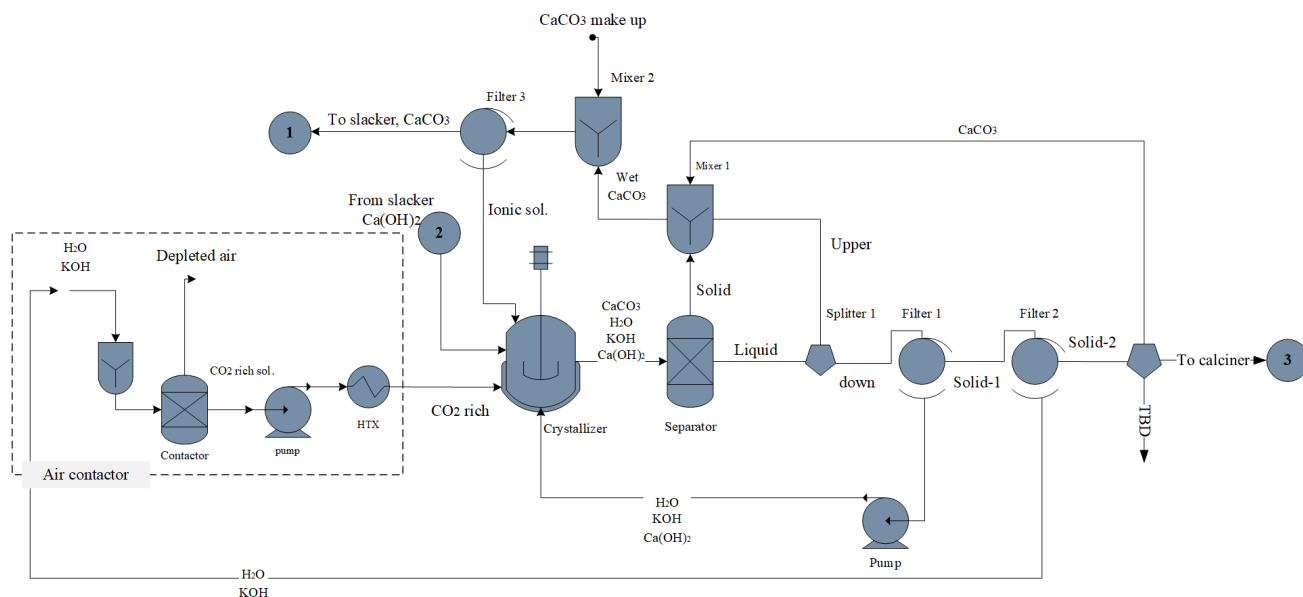 CaCO3 make up
Mixer 2
Filter 3
1
To slacker, CaCO3
CaCO3
Mixer 1
Wet
CaCO3
From slacker
Ca(OH)2
2
Ionic sol.
Upper
H2O
KOH
Depleted air
Solid
CaCO3
H2O
KOH
Ca(OH)2
Splitter 1
Filter 1
Filter 2
Solid-2
Liquid
To calciner
3
down
Solid-1
CO2 rich sol.
CO2 rich
HTX
Crystallizer
Separator
TBD
Contactor
pump
Air contactor
H2O
KOH
Ca(OH)2
Pump
H2O
KOH